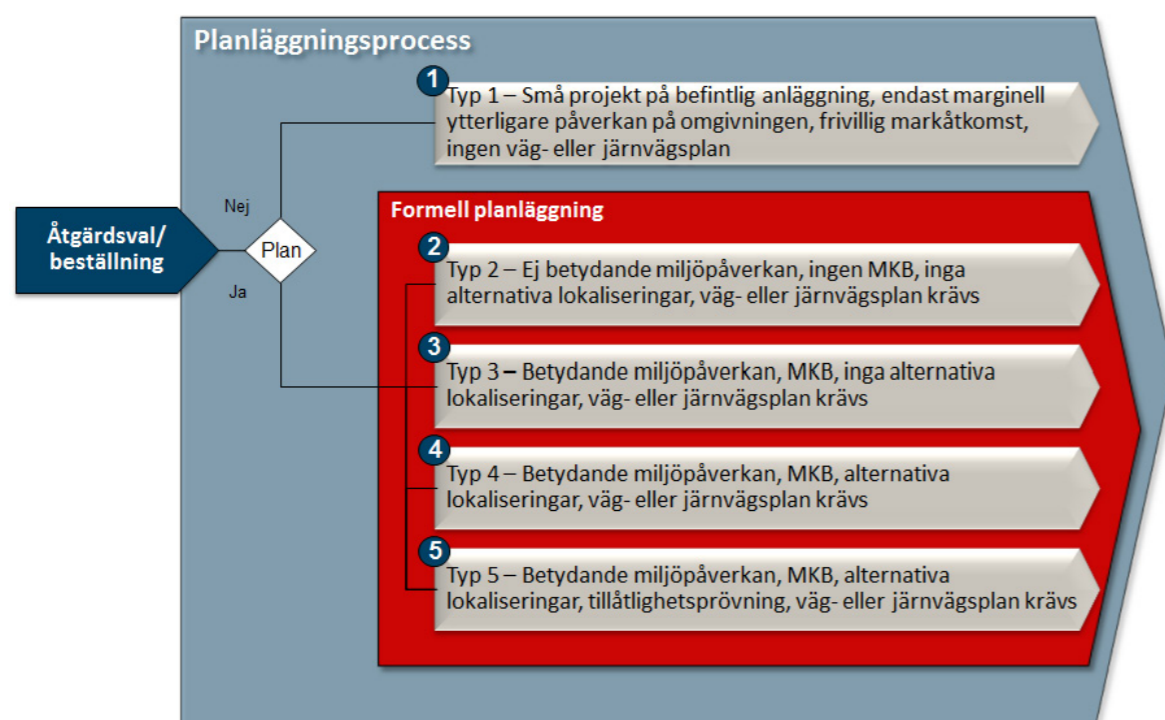 Planläggningsprocess
1
Typ 1 – Små projekt på befintlig anläggning, endast marginell
ytterligare påverkan på omgivningen, frivillig markåtkomst,
ingen väg- eller järnvägsplan
Nej
Åtgärdsval/
beställning
Plan
Ja
Formell planläggning
2
Typ 2 – Ej betydande miljöpåverkan, ingen MKB, inga
alternativa lokaliseringar, väg- eller järnvägsplan krävs
3
Typ 3 – Betydande miljöpåverkan, MKB, inga alternativa
lokaliseringar, väg- eller järnvägsplan krävs
4
Typ 4 – Betydande miljöpåverkan, MKB, alternativa
lokaliseringar, väg- eller järnvägsplan krävs
5
Typ 5 – Betydande miljöpåverkan, MKB, alternativa
lokaliseringar, tillåtlighetsprövning, väg- eller järnvägsplan krävs